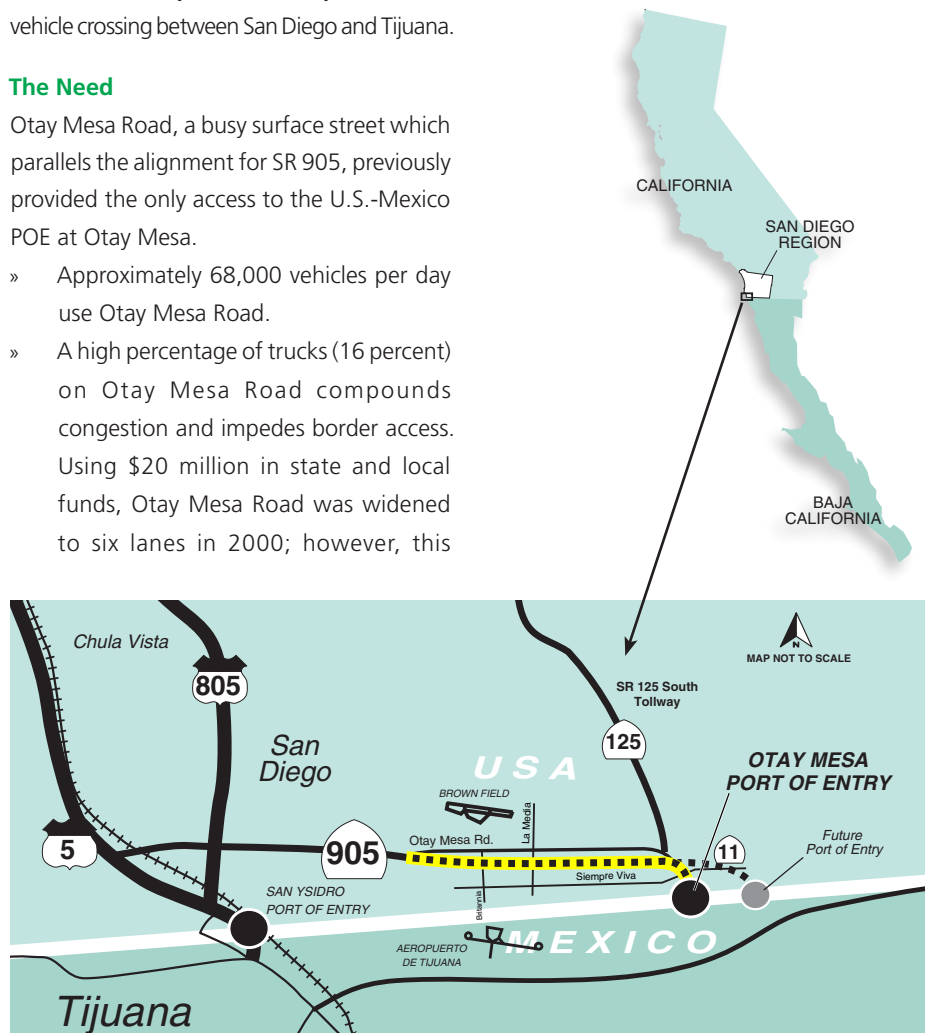 vehicle crossing between San Diego and Tijuana.
The Need
Otay Mesa Road, a busy surface street which
parallels the alignment for SR 905, previously
provided the only access to the U.S.-Mexico
POE at Otay Mesa.
» Approximately 68,000 vehicles per day
use Otay Mesa Road.
» A high percentage of trucks (16 percent)
on Otay Mesa Road compounds
congestion and impedes border access.
Using $20 million in state and local
funds, Otay Mesa Road was widened
to six lanes in 2000; however, this
CALIFORNIA
SAN DIEGO
REGION
BAJA
CALIFORNIA
Chula Vista
805
San
Diego
5
905
SAN YSIDRO
PORT OF ENTRY
Tijuana
USA
BROWN FIELD
Otay Mesa Rd.
La Media
Britannia
Siempre Viva
AEROPUERTO
DE TIJUANA
MEXICO
SR 125 South
Tollway
125
N
MAP NOT TO SCALE
OTAY MESA
PORT OF ENTRY
11
Future
Port of Entry